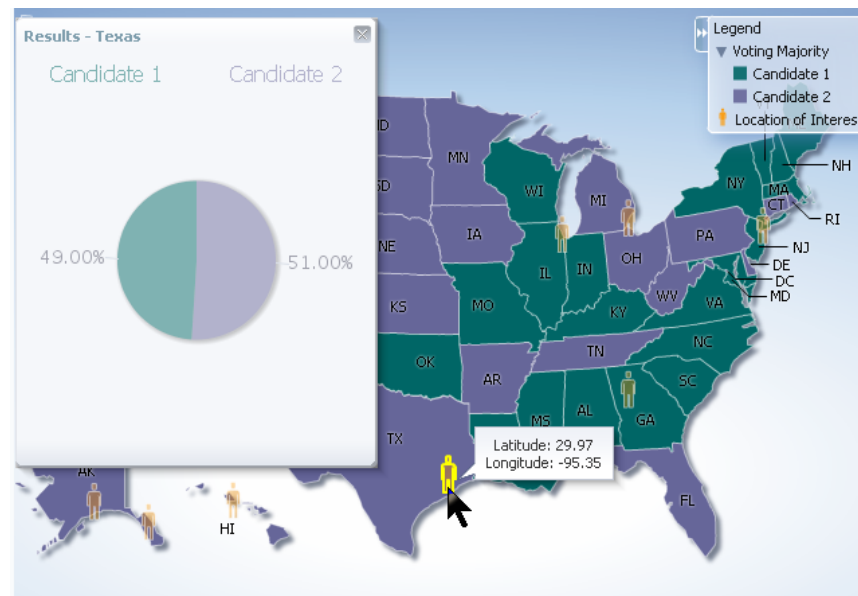 Results - Texas
Candidate 1
Candidate 2
49.00%
51.00%
Legend
Voting Majority
Candidate 1
Candidate 2
Location of Interes
ND
MN
SD
WI
MI
NY
NH
MA
CT
RI
IA
PA
NE
OH
NJ
IL
IN
DE
DC
KS
MO
WV
VA
MD
KY
OK
TN
NC
AR
SC
MS
AL
GA
TX
Latitude: 29.97
Longitude: -95.35
AK
HI
FL